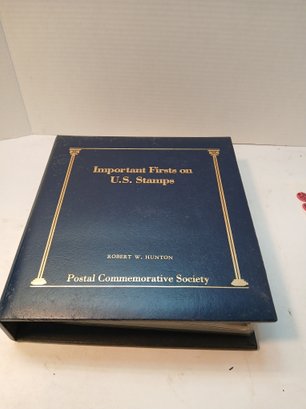 Important Firsts on
U.S. Stamps
ROBERT W. HUNTON
Postal Commemorative Society